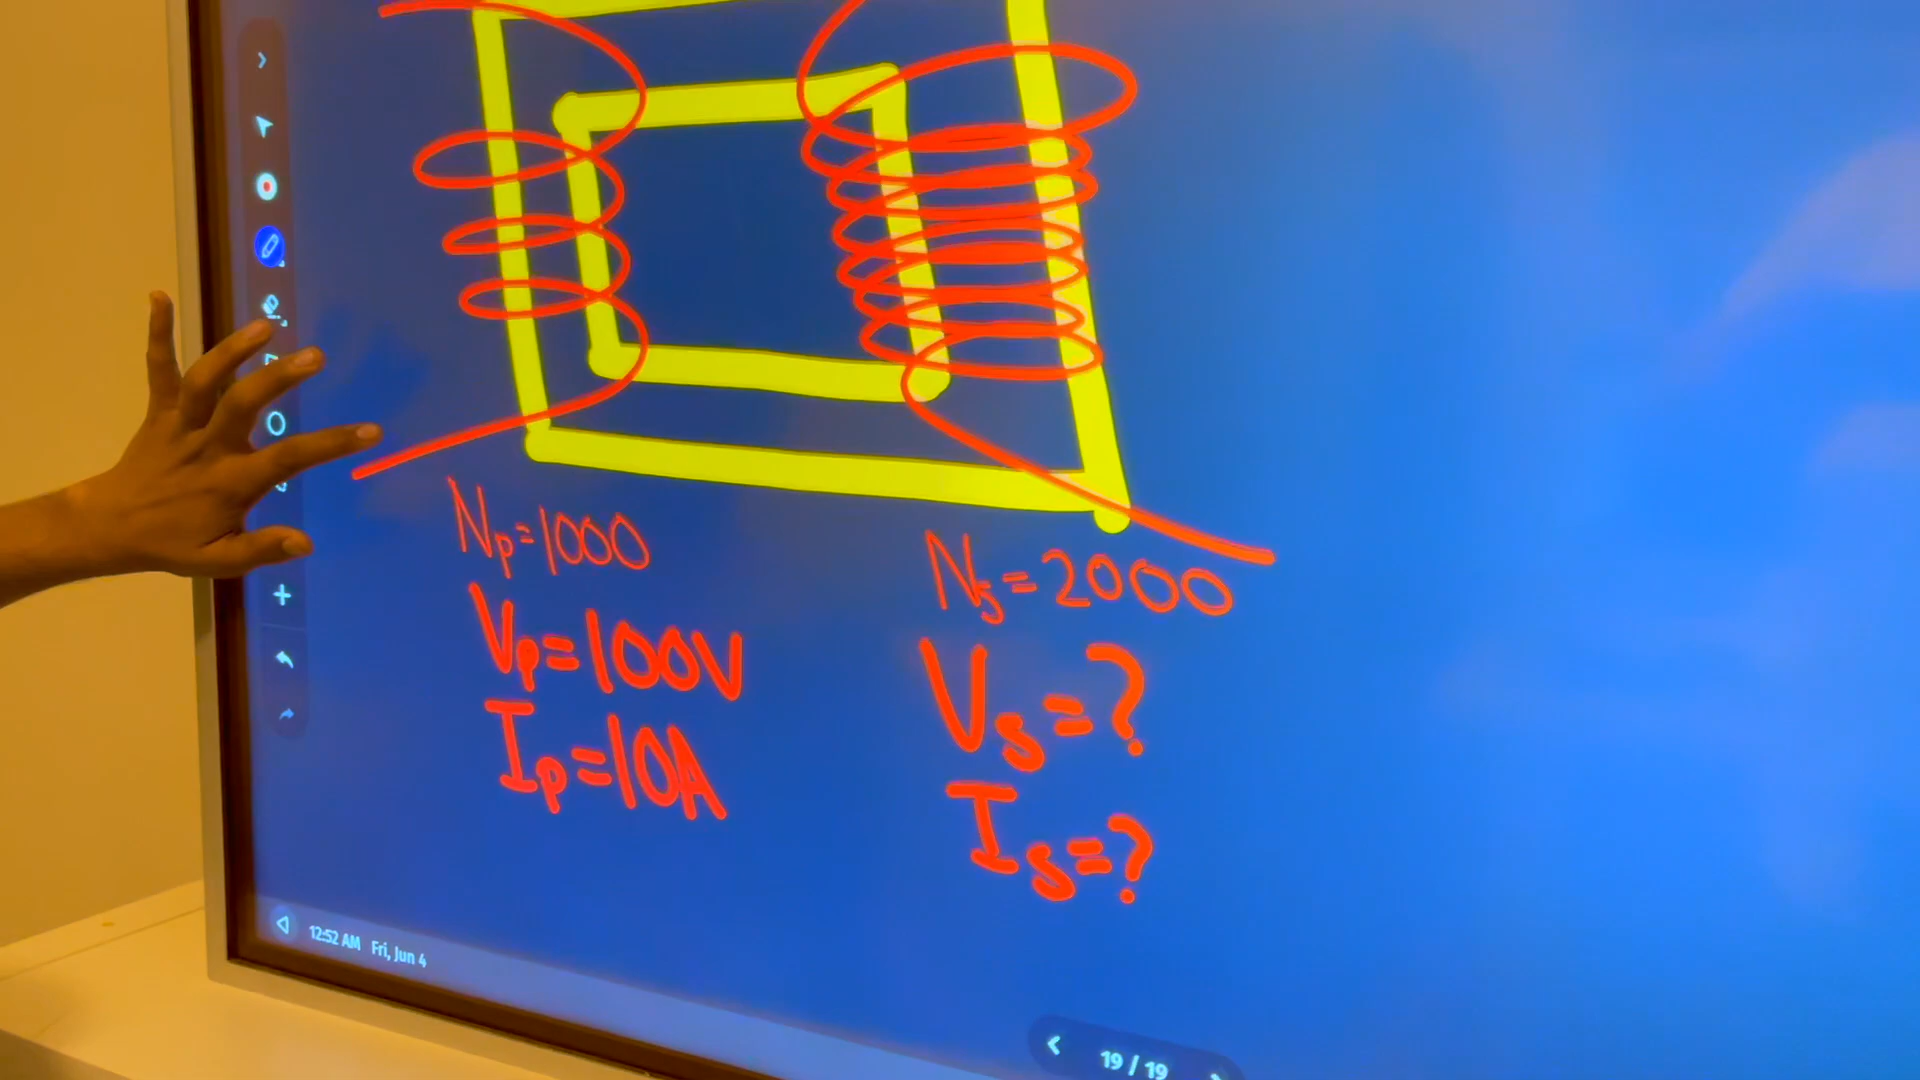 Np=1000
Vp=100V
Ip=10A
Ns=2000
Vs=?
Is=?
12:52 AM Fri, Jun 4
19 / 19